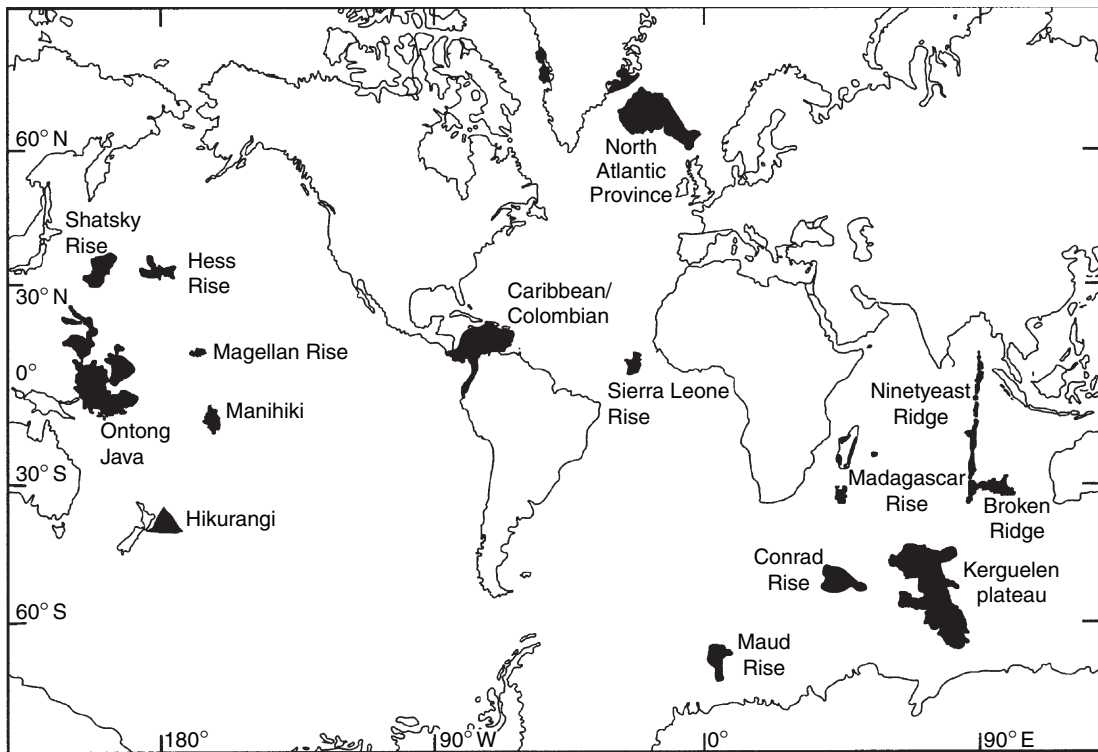 60° N
North
Atlantic
Province
Shatsky
Rise
Hess
Rise
30° N
Caribbean/
Colombian
Magellan Rise
0°
Sierra Leone
Rise
Ninetyeast
Ridge
Manihiki
Ontong
Java
30° S
Madagascar
Rise
Broken
Ridge
Hikurangi
Conrad
Rise
Kerguelen
plateau
60° S
Maud
Rise
180°
90° W
0°
90° E